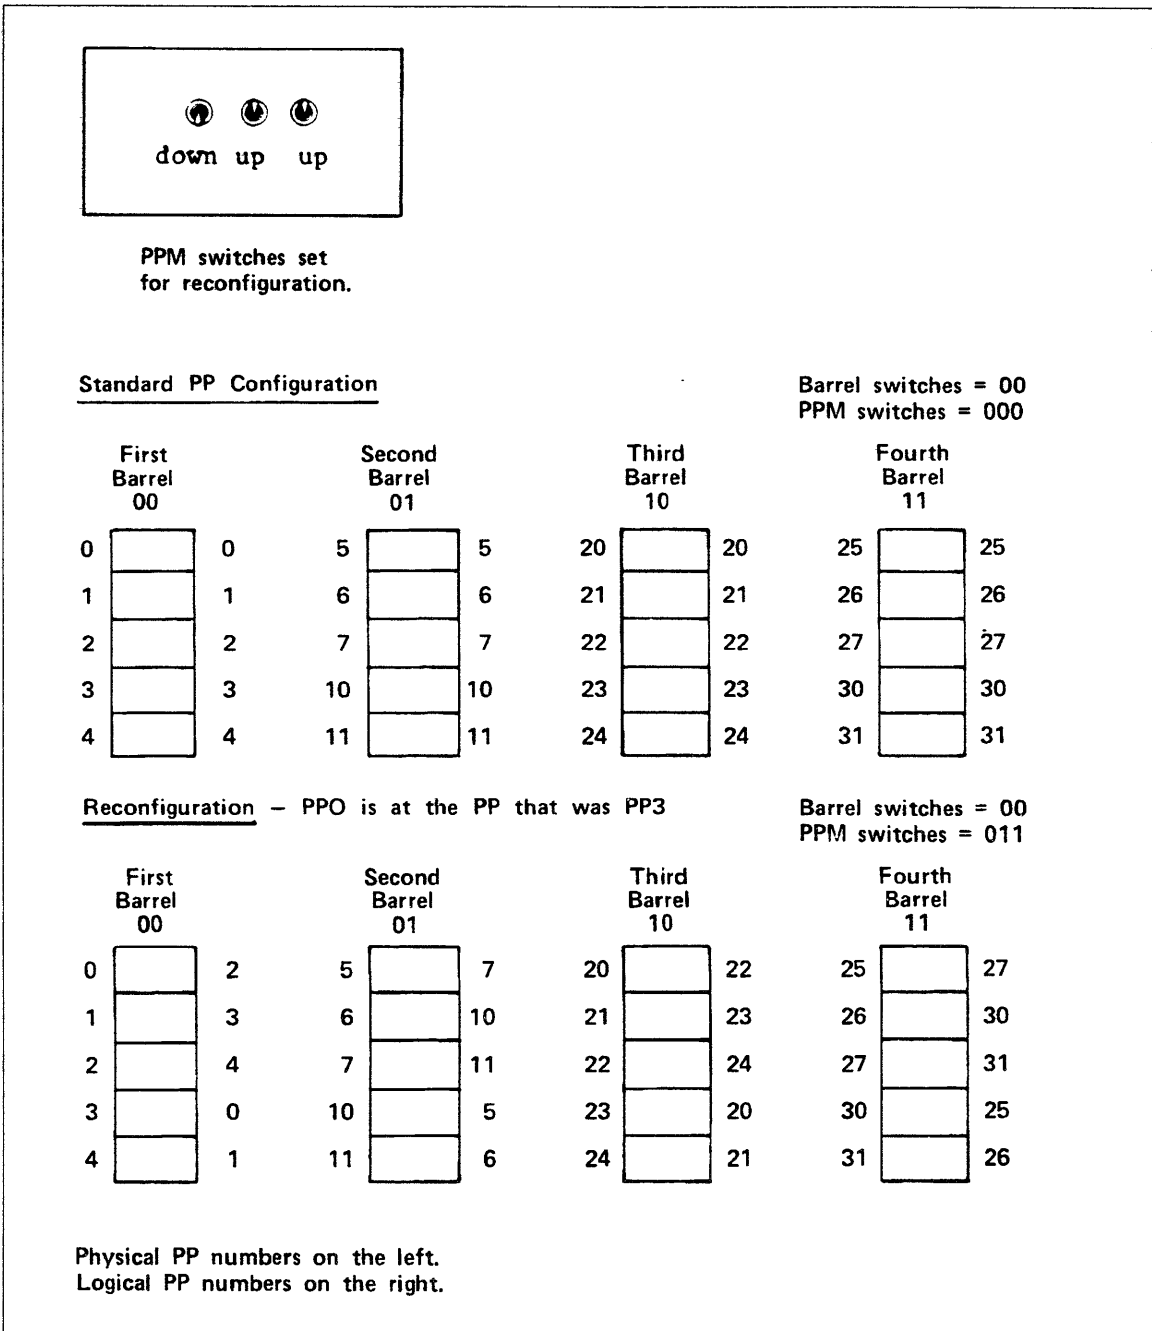 down up up
PPM switches set
for reconfiguration.
Standard PP Configuration
Barrel switches = 00
PPM switches = 000
First Barrel 00
Second Barrel 01
Third Barrel 10
Fourth Barrel 11
0 0 5 5 20 20 25 25
1 1 6 6 21 21 26 26
2 2 7 7 22 22 27 27
3 3 10 10 23 23 30 30
4 4 11 11 24 24 31 31
Reconfiguration – PPO is at the PP that was PP3
Barrel switches = 00
PPM switches = 011
First Barrel 00
Second Barrel 01
Third Barrel 10
Fourth Barrel 11
0 2 5 7 20 22 25 27
1 3 6 10 21 23 26 30
2 4 7 11 22 24 27 31
3 0 10 5 23 20 30 25
4 1 11 6 24 21 31 26
Physical PP numbers on the left.
Logical PP numbers on the right.